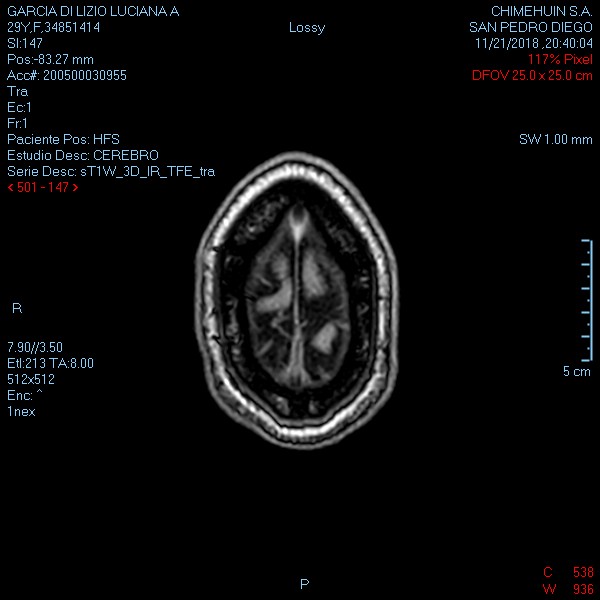 GARCIA DI LIZIO LUCIANA A
29Y,F,34851414
Sl:147
Pos:-83.27 mm
Acc#: 200500030955
Tra
Ec:1
Fr:1
Paciente Pos: HFS
Estudio Desc: CEREBRO
Serie Desc: sT1W_3D_IR_TFE_tra
< 501 - 147 >
Lossy
CHIMEHUIN S.A.
SAN PEDRO DIEGO
11/21/2018 ,20:40:04
117% Pixel
DFOV 25.0 x 25.0 cm
SW 1.00 mm
R
7.90//3.50
Etl:213 TA:8.00
512x512
Enc: ^
1nex
5 cm
P
C 538
W 936